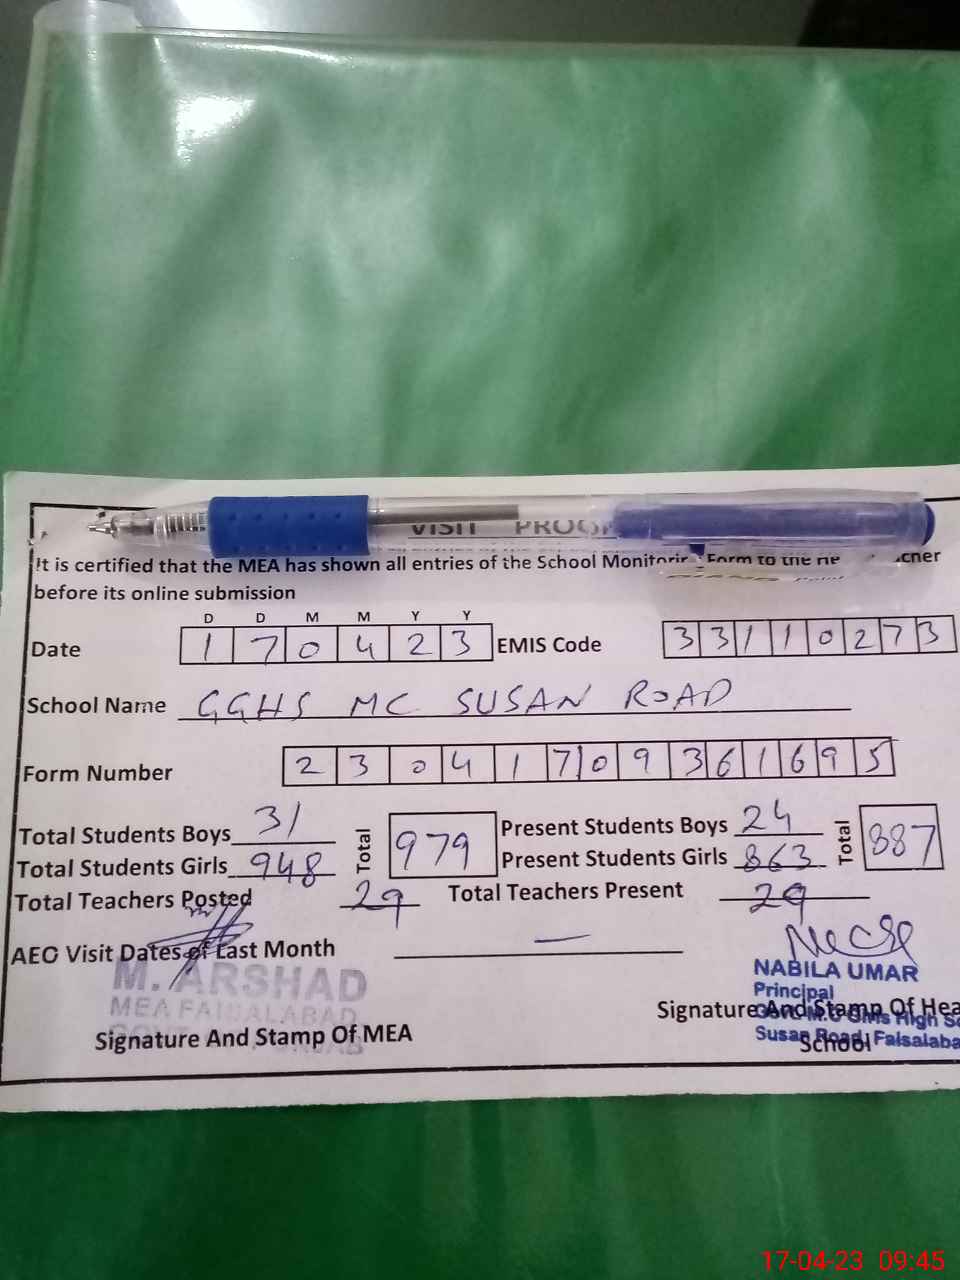 VISIT PROOF
It is certified that the MEA has shown all entries of the School Monitoring Form to the
before its online submission
D D M M Y Y
Date 1 7 0 4 2 3 EMIS Code 3 3 1 1 0 2 7 3
School Name GGHS MC SUSAN ROAD
Form Number 2 3 0 4 1 7 0 9 3 6 1 6 9 5
Total Students Boys 31 Total 979 Present Students Boys 24 Total 887
Total Students Girls 948 Present Students Girls 863
Total Teachers Posted 29 Total Teachers Present 29
AEO Visit Dates of Last Month —
M. ARSHAD
MEA FAISALABAD
Signature And Stamp Of MEA
NABILA UMAR
Principal
Signature And Stamp Of Hea
Susan Road, Faisalaba
School
17-04-23 09:45